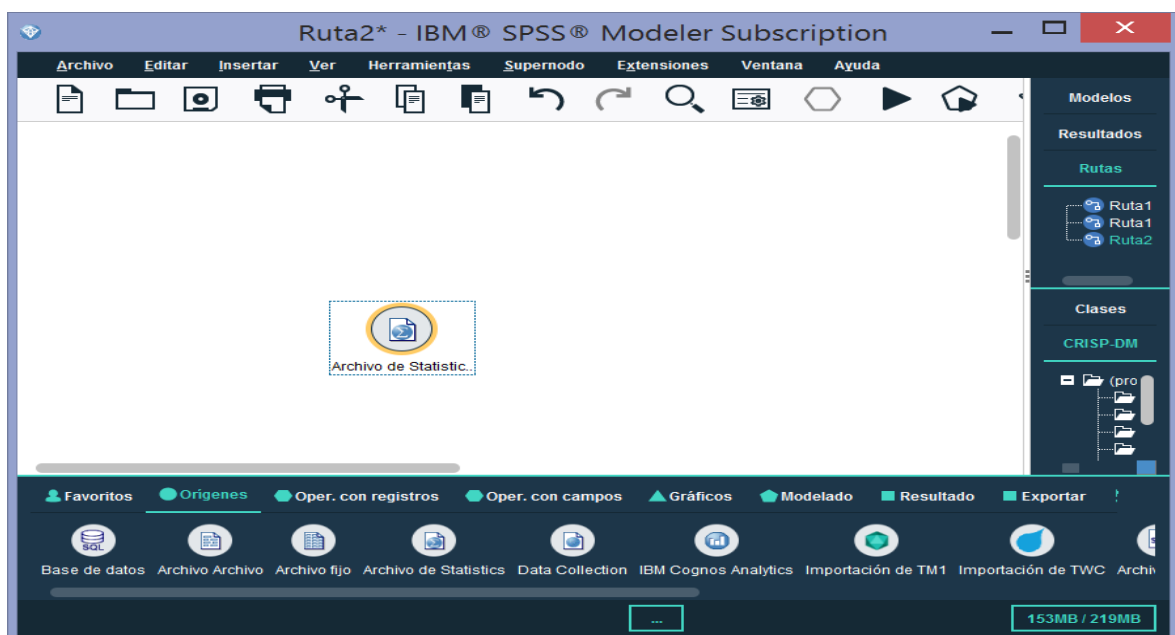 Ruta2* - IBM® SPSS® Modeler Subscription
Archivo Editar Insertar Ver Herramientas Supernodo Extensiones Ventana Ayuda
Modelos
Resultados
Rutas
Ruta1
Ruta1
Ruta2
Archivo de Statistic..
Clases
CRISP-DM
(pro
Favoritos Orígenes Oper. con registros Oper. con campos Gráficos Modelado Resultado Exportar
SQL
Base de datos Archivo Archivo Archivo fijo Archivo de Statistics Data Collection IBM Cognos Analytics Importación de TM1 Importación de TWC Archiv
...
153MB / 219MB